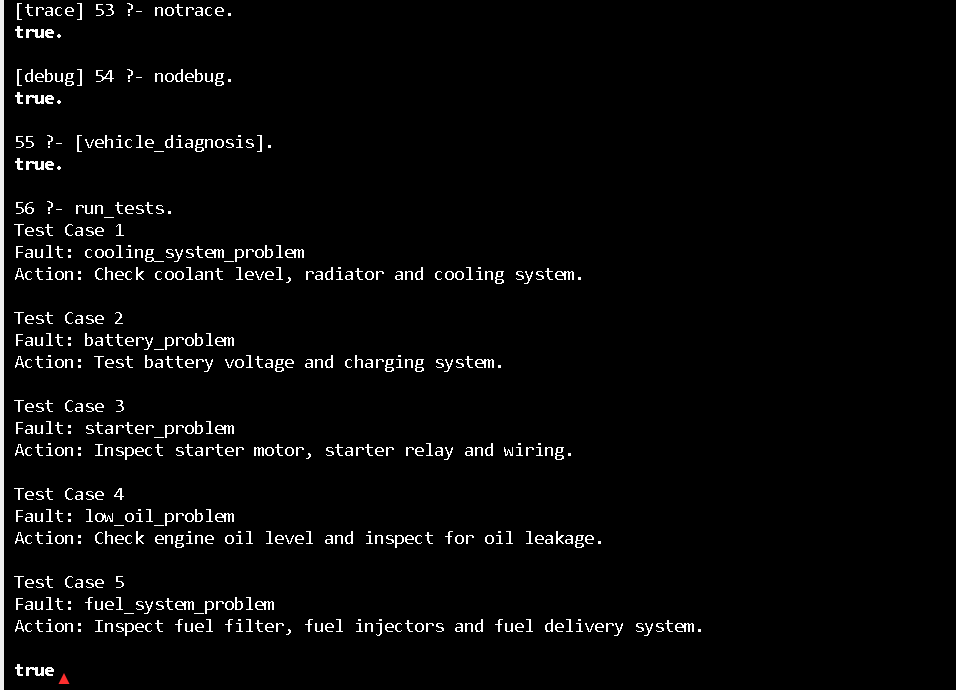 [trace] 53 ?- notrace.
true.
[debug] 54 ?- nodebug.
true.
55 ?- [vehicle_diagnosis].
true.
56 ?- run_tests.
Test Case 1
Fault: cooling_system_problem
Action: Check coolant level, radiator and cooling system.
Test Case 2
Fault: battery_problem
Action: Test battery voltage and charging system.
Test Case 3
Fault: starter_problem
Action: Inspect starter motor, starter relay and wiring.
Test Case 4
Fault: low_oil_problem
Action: Check engine oil level and inspect for oil leakage.
Test Case 5
Fault: fuel_system_problem
Action: Inspect fuel filter, fuel injectors and fuel delivery system.
true